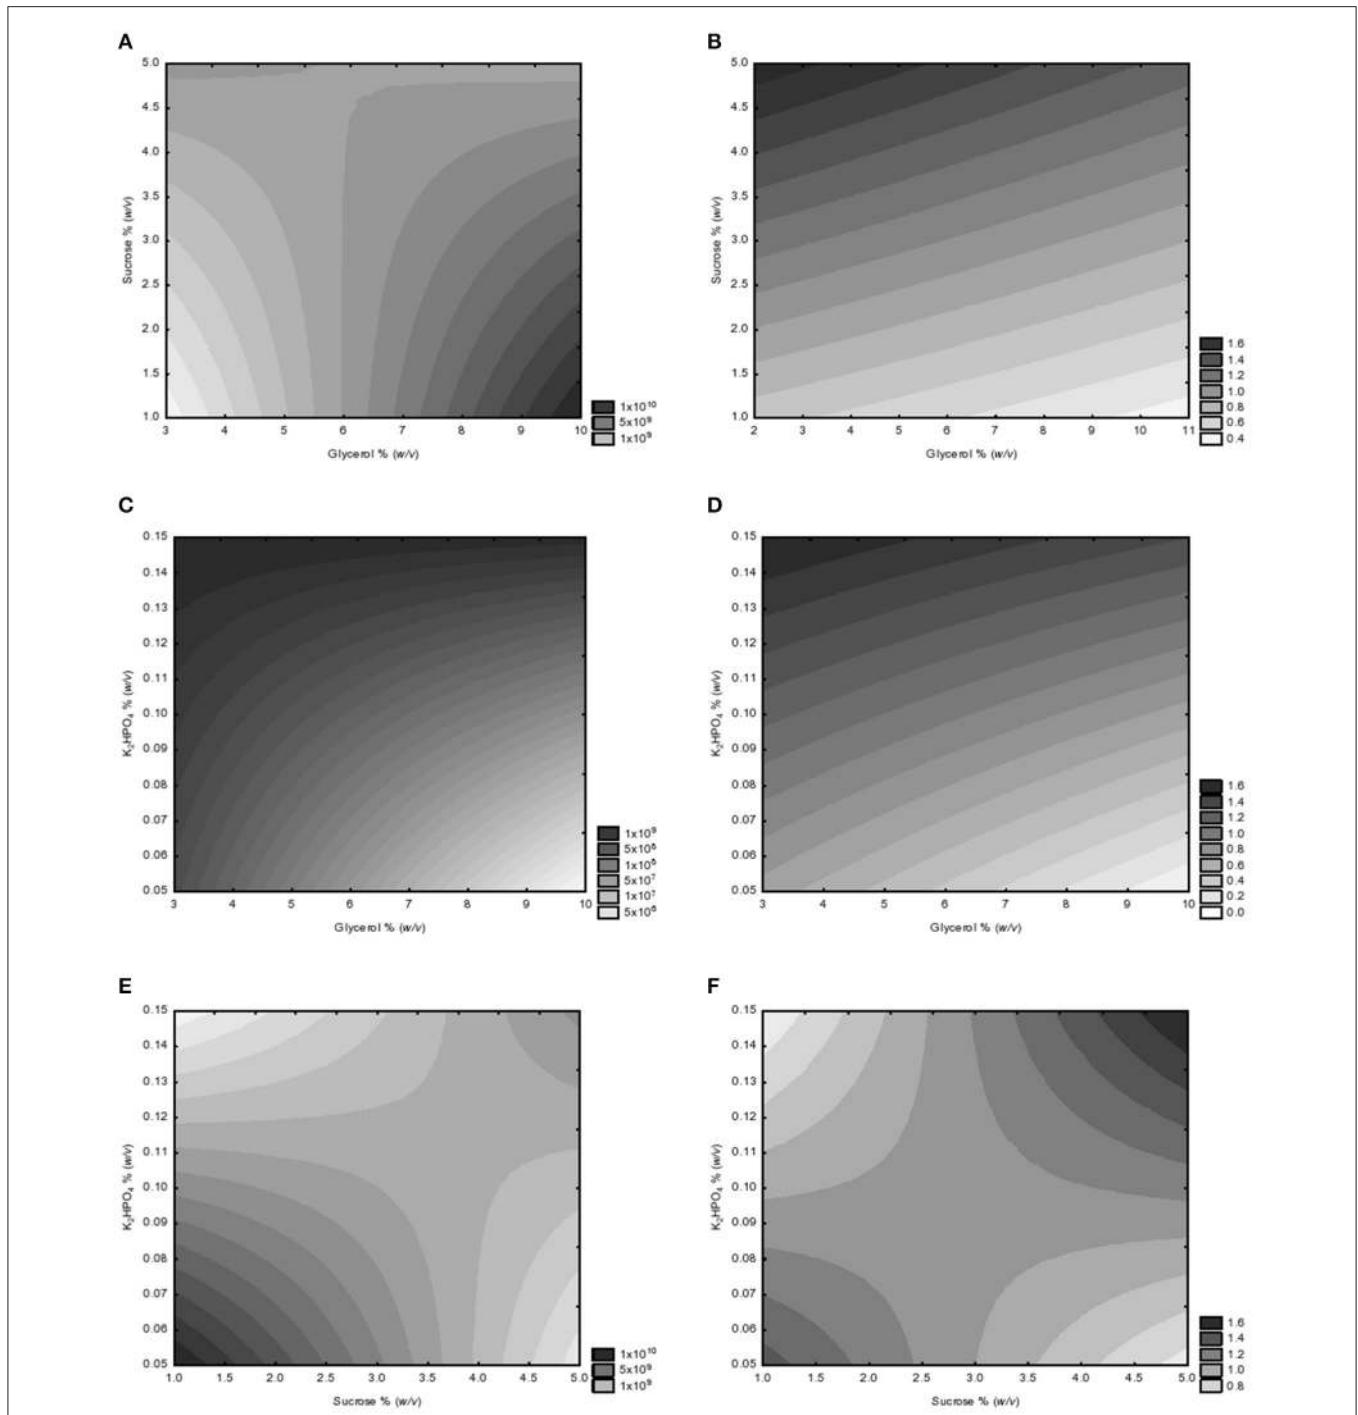 A
5.0
4.5
4.0
3.5
3.0
2.5
2.0
1.5
1.0
Sucrose % (w/v)
3 4 5 6 7 8 9 10
Glycerol % (w/v)
1x10¹⁰
5x10⁹
1x10⁹
B
5.0
4.5
4.0
3.5
3.0
2.5
2.0
1.5
1.0
Sucrose % (w/v)
2 3 4 5 6 7 8 9 10 11
Glycerol % (w/v)
1.6
1.4
1.2
1.0
0.8
0.6
0.4
C
0.15
0.14
0.13
0.12
0.11
0.10
0.09
0.08
0.07
0.06
0.05
K₂HPO₄ % (w/v)
3 4 5 6 7 8 9 10
Glycerol % (w/v)
1x10⁹
5x10⁸
1x10⁸
5x10⁷
1x10⁷
D
0.15
0.14
0.13
0.12
0.11
0.10
0.09
0.08
0.07
0.06
0.05
K₂HPO₄ % (w/v)
3 4 5 6 7 8 9 10
Glycerol % (w/v)
1.6
1.4
1.2
1.0
0.8
0.6
0.4
0.2
0.0
E
0.15
0.14
0.13
0.12
0.11
0.10
0.09
0.08
0.07
0.06
0.05
K₂HPO₄ % (w/v)
1.0 1.5 2.0 2.5 3.0 3.5 4.0 4.5 5.0
Sucrose % (w/v)
1x10¹⁰
5x10⁹
1x10⁹
F
0.15
0.14
0.13
0.12
0.11
0.10
0.09
0.08
0.07
0.06
0.05
K₂HPO₄ % (w/v)
1.0 1.5 2.0 2.5 3.0 3.5 4.0 4.5 5.0
Sucrose % (w/v)
1.6
1.4
1.2
1.0
0.8